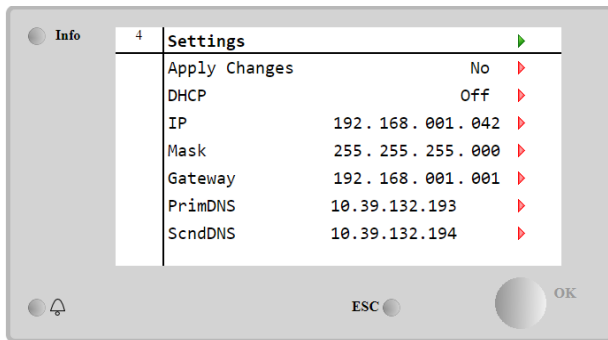 Info
4 Settings
Apply Changes No
DHCP Off
IP 192.168.001.042
Mask 255.255.255.000
Gateway 192.168.001.001
PrimDNS 10.39.132.193
ScndDNS 10.39.132.194
ESC OK